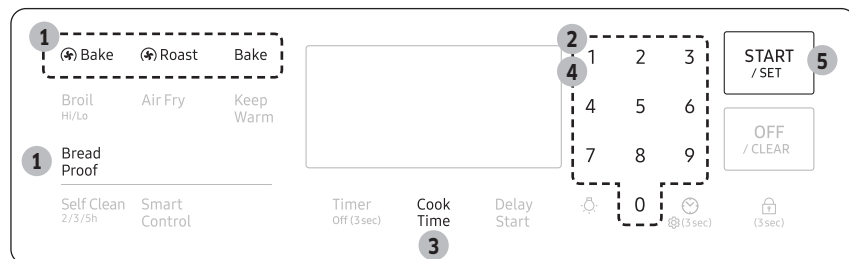 1
Bake Roast Bake
Broil Air Fry Keep
Hi/Lo Warm
1 Bread
Proof
Self Clean Smart
2/3/5h Control
Timer Cook Delay
Off (3 sec) Time Start
3
2
4
1 2 3
4 5 6
7 8 9
0
(3 sec)
(3 sec)
START
/ SET
5
OFF
/ CLEAR